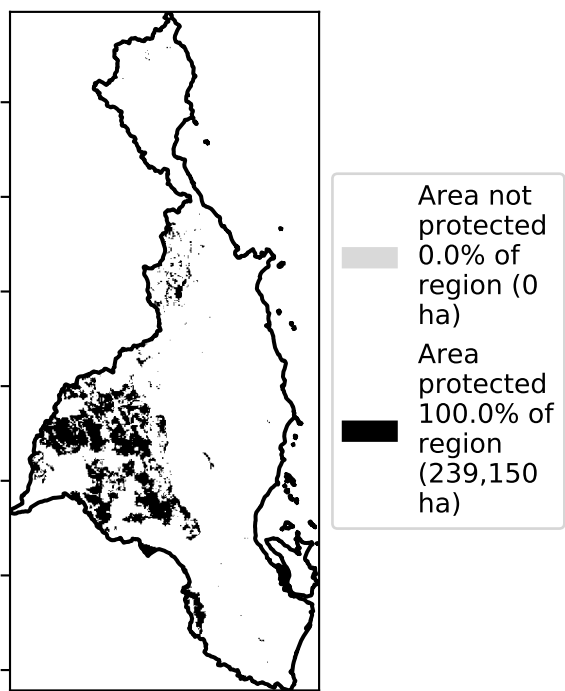 Area not
protected
0.0% of
region (0
ha)
Area
protected
100.0% of
region
(239,150
ha)